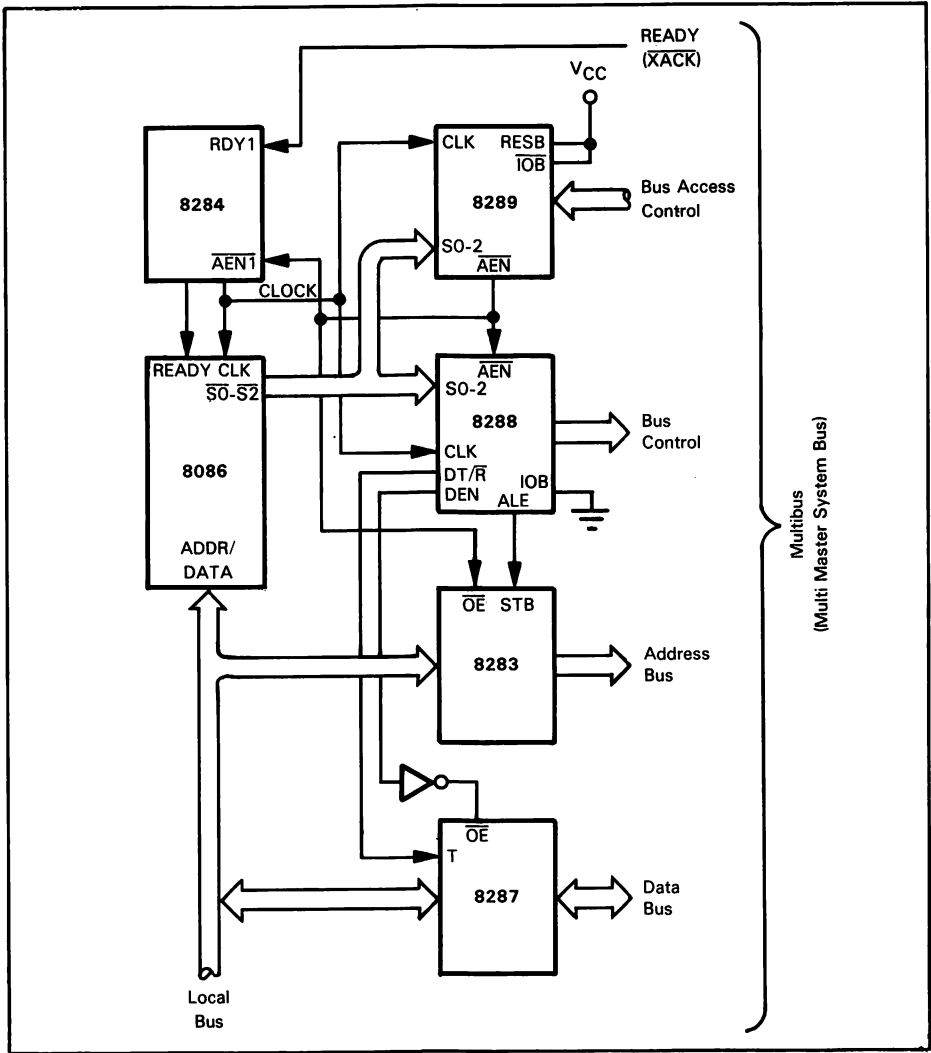 READY
(XACK)
VCC
RDY1
8284
AEN1
CLK
RESB
IOB
8289
SO-2
AEN
Bus Access
Control
CLOCK
READY CLK
S0-S2
8086
ADDR/
DATA
AEN
SO-2
8288
CLK
DT/R
DEN
IOB
ALE
Bus
Control
OE STB
8283
Address
Bus
OE
T
8287
Data
Bus
Local
Bus
Multibus
(Multi Master System Bus)